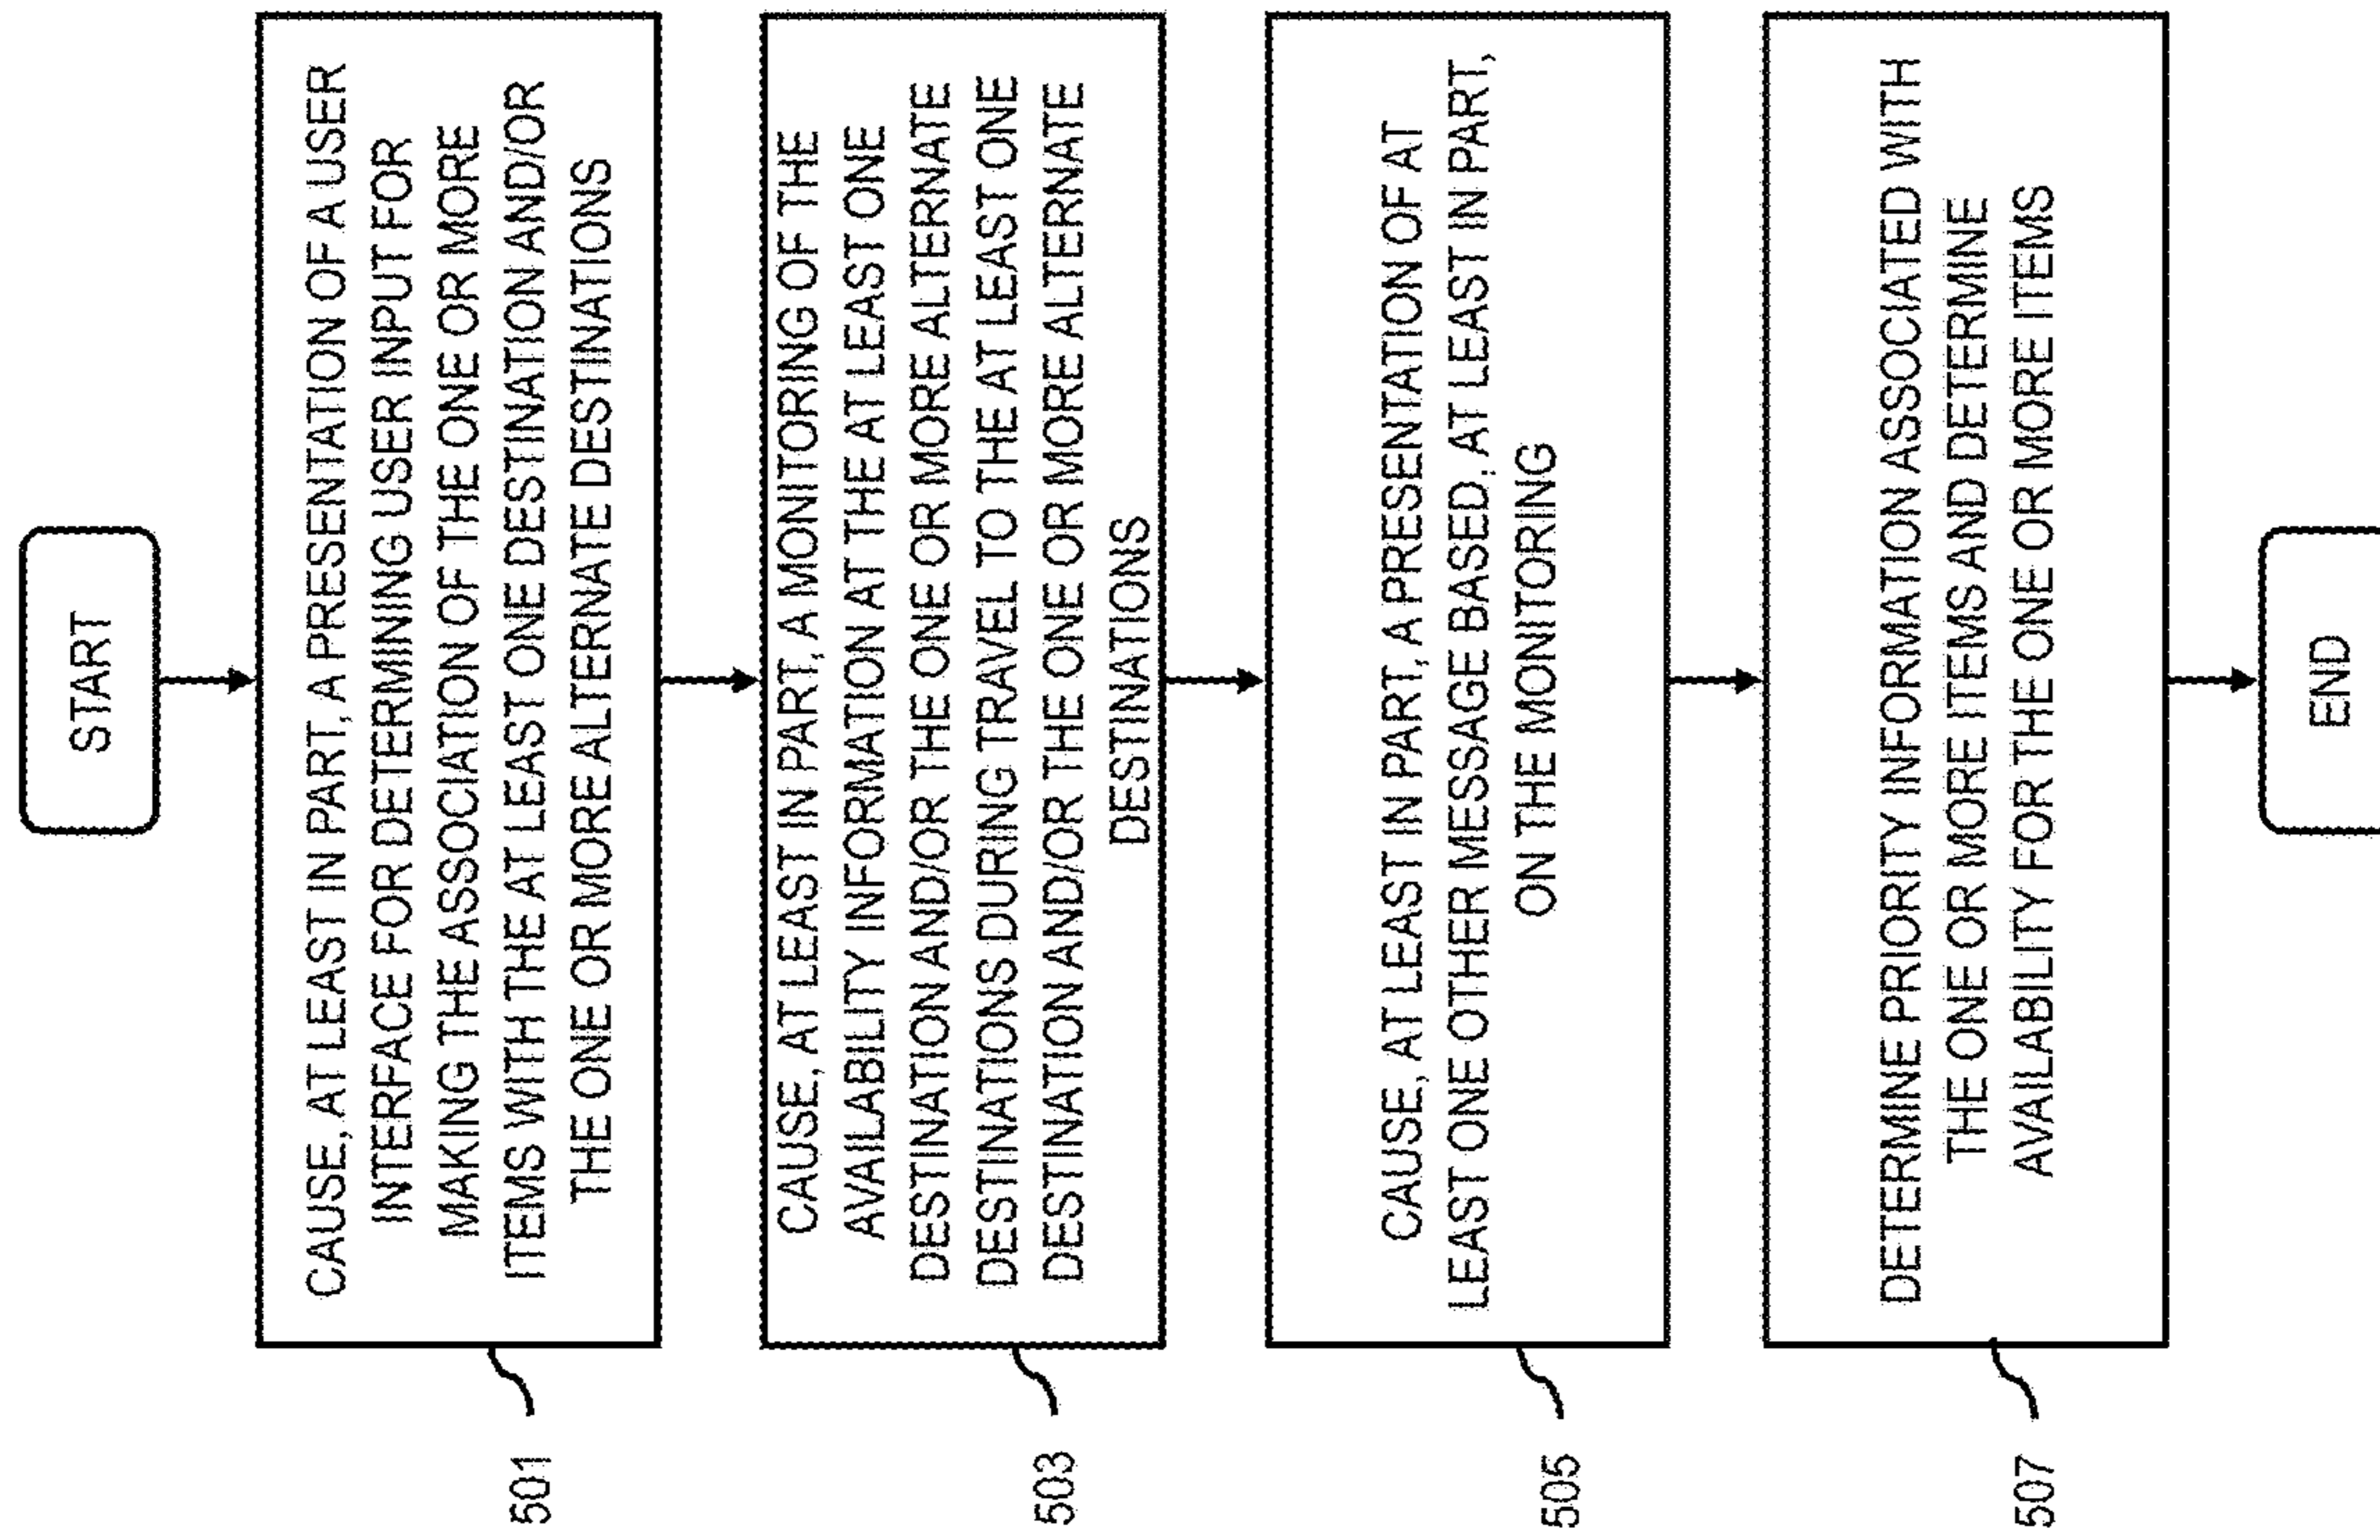 START
CAUSE, AT LEAST IN PART, A PRESENTATION OF A USER
INTERFACE FOR DETERMINING USER INPUT FOR
MAKING THE ASSOCIATION OF THE ONE OR MORE
ITEMS WITH THE AT LEAST ONE DESTINATION AND/OR
THE ONE OR MORE ALTERNATE DESTINATIONS
501
CAUSE, AT LEAST IN PART, A MONITORING OF THE
AVAILABILITY INFORMATION AT THE AT LEAST ONE
DESTINATION AND/OR THE ONE OR MORE ALTERNATE
DESTINATIONS DURING TRAVEL TO THE AT LEAST ONE
DESTINATION AND/OR THE ONE OR MORE ALTERNATE
DESTINATIONS
503
CAUSE, AT LEAST IN PART, A PRESENTATION OF AT
LEAST ONE OTHER MESSAGE BASED, AT LEAST IN PART,
ON THE MONITORING
505
DETERMINE PRIORITY INFORMATION ASSOCIATED WITH
THE ONE OR MORE ITEMS AND DETERMINE
AVAILABILITY FOR THE ONE OR MORE ITEMS
507
END